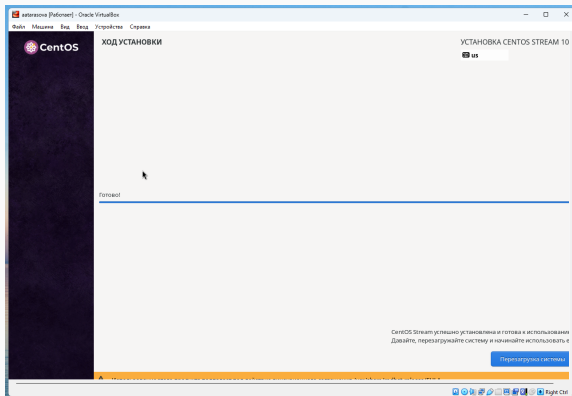 aatarasova [Работает] - Oracle VirtualBox
Файл Машина Вид Ввод Устройства Справка
CentOS
ХОД УСТАНОВКИ
УСТАНОВКА CENTOS STREAM 10
us
Готово!
CentOS Stream успешно установлена и готова к использовани
Давайте, перезагружайте систему и начинайте использовать е
Перезагрузка системы
Right Ctrl